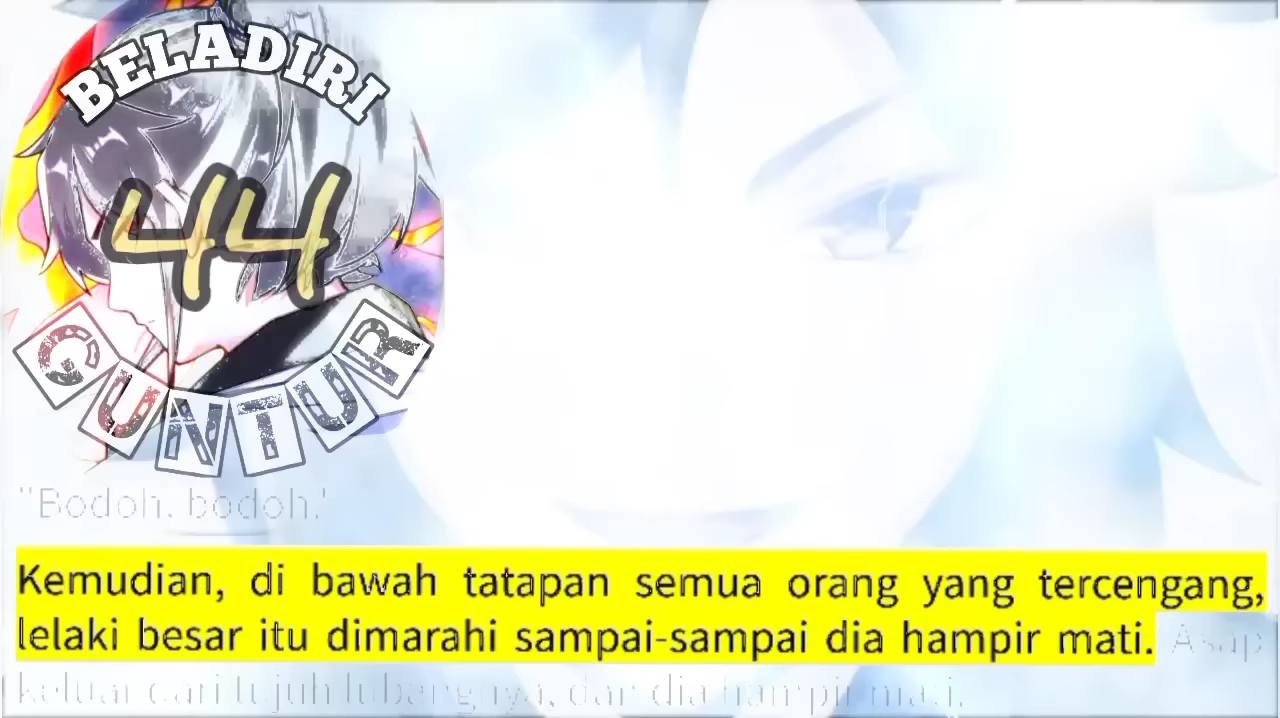 BELADIRI
44
GUNTUR
"Bodoh, bodoh."
Kemudian, di bawah tatapan semua orang yang tercengang,
lelaki besar itu dimarahi sampai-sampai dia hampir mati. Asap
keluar dari tujuh lubangnya, dan dia hampir mati.